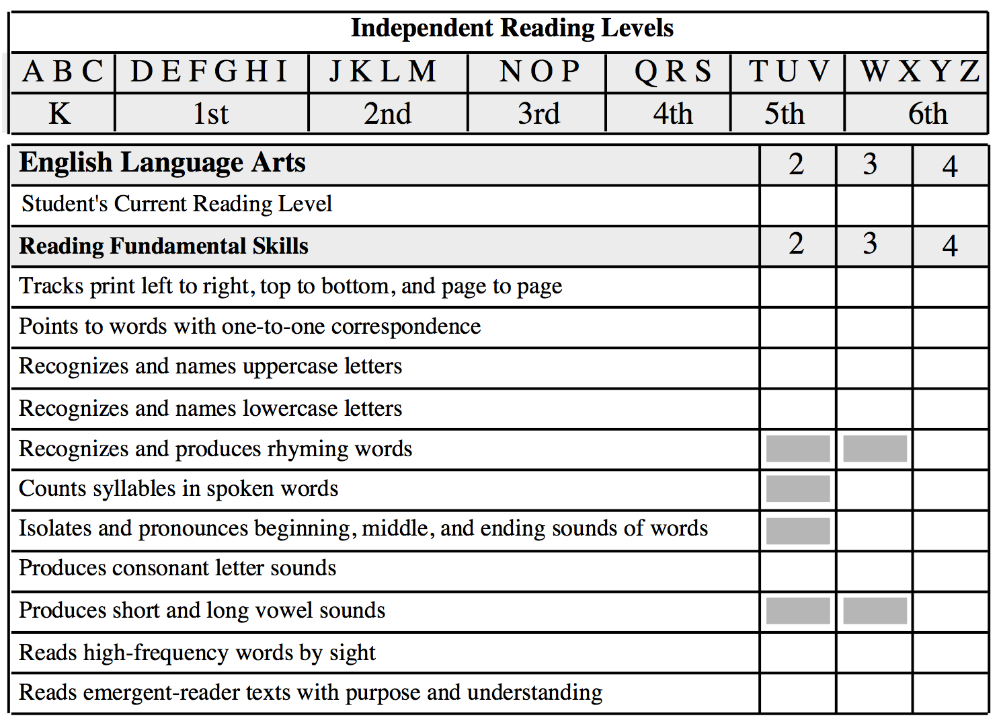 Independent Reading Levels
A B C D E F G H I J K L M N O P Q R S T U V W X Y Z
K 1st 2nd 3rd 4th 5th 6th
English Language Arts 2 3 4
Student's Current Reading Level
Reading Fundamental Skills 2 3 4
Tracks print left to right, top to bottom, and page to page
Points to words with one-to-one correspondence
Recognizes and names uppercase letters
Recognizes and names lowercase letters
Recognizes and produces rhyming words
Counts syllables in spoken words
Isolates and pronounces beginning, middle, and ending sounds of words
Produces consonant letter sounds
Produces short and long vowel sounds
Reads high-frequency words by sight
Reads emergent-reader texts with purpose and understanding